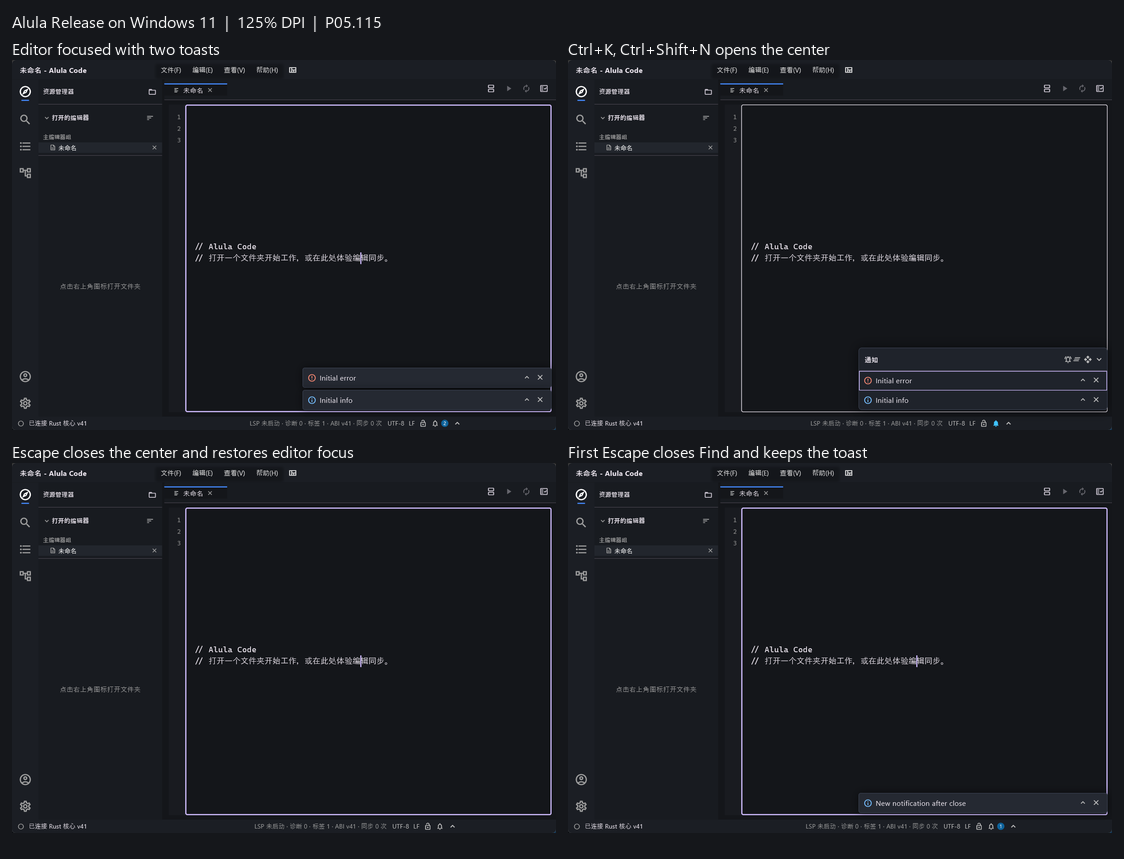 Alula Release on Windows 11 | 125% DPI | P05.115
Editor focused with two toasts
未命名 - Alula Code 文件(F) 编辑(E) 查看(V) 帮助(H)
资源管理器 未命名
打开的编辑器
主编辑器组
未命名
1
2
3
// Alula Code
// 打开一个文件夹开始工作，或在此处体验编辑同步。
点击右上角图标打开文件夹
Initial error
Initial info
已连接 Rust 核心 v41 LSP 未启动 · 诊断 0 · 标签 1 · ABI v41 · 同步 0 次 UTF-8 LF 2
Ctrl+K, Ctrl+Shift+N opens the center
未命名 - Alula Code 文件(F) 编辑(E) 查看(V) 帮助(H)
资源管理器 未命名
打开的编辑器
主编辑器组
未命名
1
2
3
// Alula Code
// 打开一个文件夹开始工作，或在此处体验编辑同步。
点击右上角图标打开文件夹
通知
Initial error
Initial info
已连接 Rust 核心 v41 LSP 未启动 · 诊断 0 · 标签 1 · ABI v41 · 同步 0 次 UTF-8 LF
Escape closes the center and restores editor focus
未命名 - Alula Code 文件(F) 编辑(E) 查看(V) 帮助(H)
资源管理器 未命名
打开的编辑器
主编辑器组
未命名
1
2
3
// Alula Code
// 打开一个文件夹开始工作，或在此处体验编辑同步。
点击右上角图标打开文件夹
已连接 Rust 核心 v41 LSP 未启动 · 诊断 0 · 标签 1 · ABI v41 · 同步 0 次 UTF-8 LF
First Escape closes Find and keeps the toast
未命名 - Alula Code 文件(F) 编辑(E) 查看(V) 帮助(H)
资源管理器 未命名
打开的编辑器
主编辑器组
未命名
1
2
3
// Alula Code
// 打开一个文件夹开始工作，或在此处体验编辑同步。
点击右上角图标打开文件夹
New notification after close
已连接 Rust 核心 v41 LSP 未启动 · 诊断 0 · 标签 1 · ABI v41 · 同步 0 次 UTF-8 LF 1